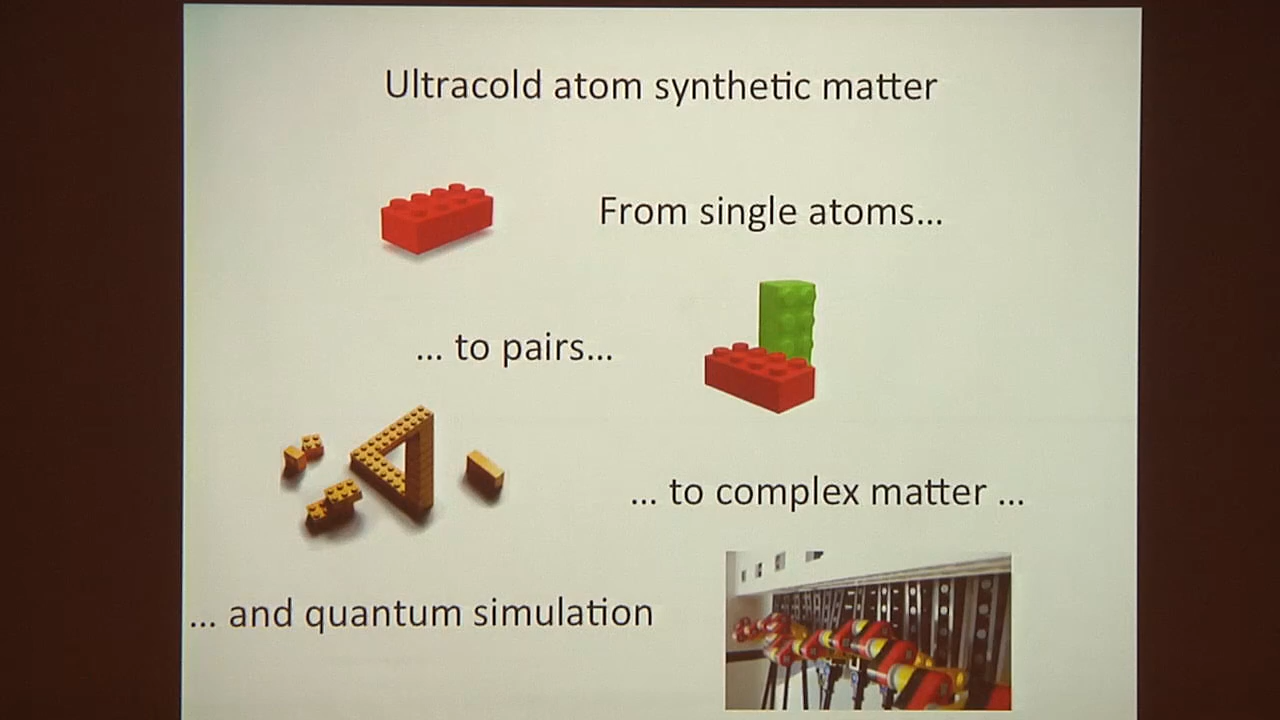 Ultracold atom synthetic matter
From single atoms…
… to pairs…
… to complex matter …
… and quantum simulation